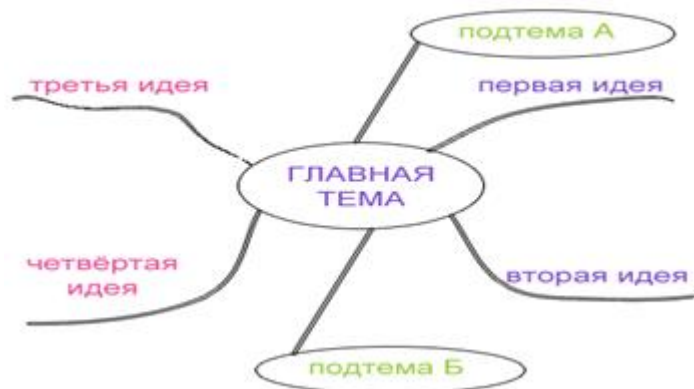 подтема А
третья идея
первая идея
ГЛАВНАЯ
ТЕМА
четвёртая
идея
вторая идея
подтема Б